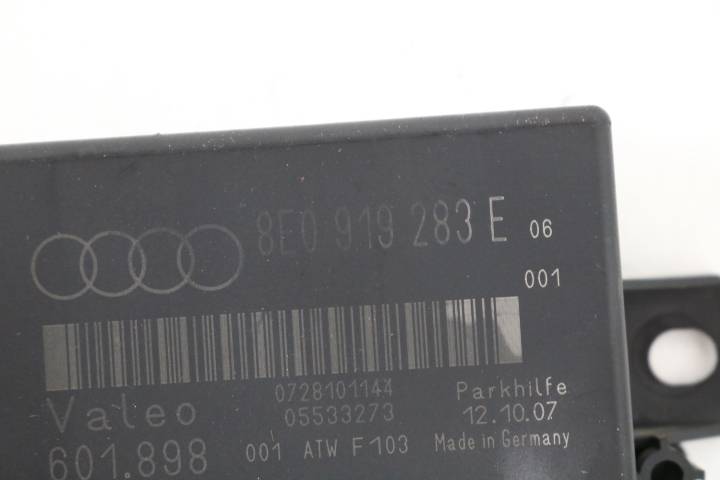 8E0 919 283 E 06
001
0728101144 Parkhilfe
Valeo 05533273 12.10.07
601.898 001 ATW F 103 Made in Germany